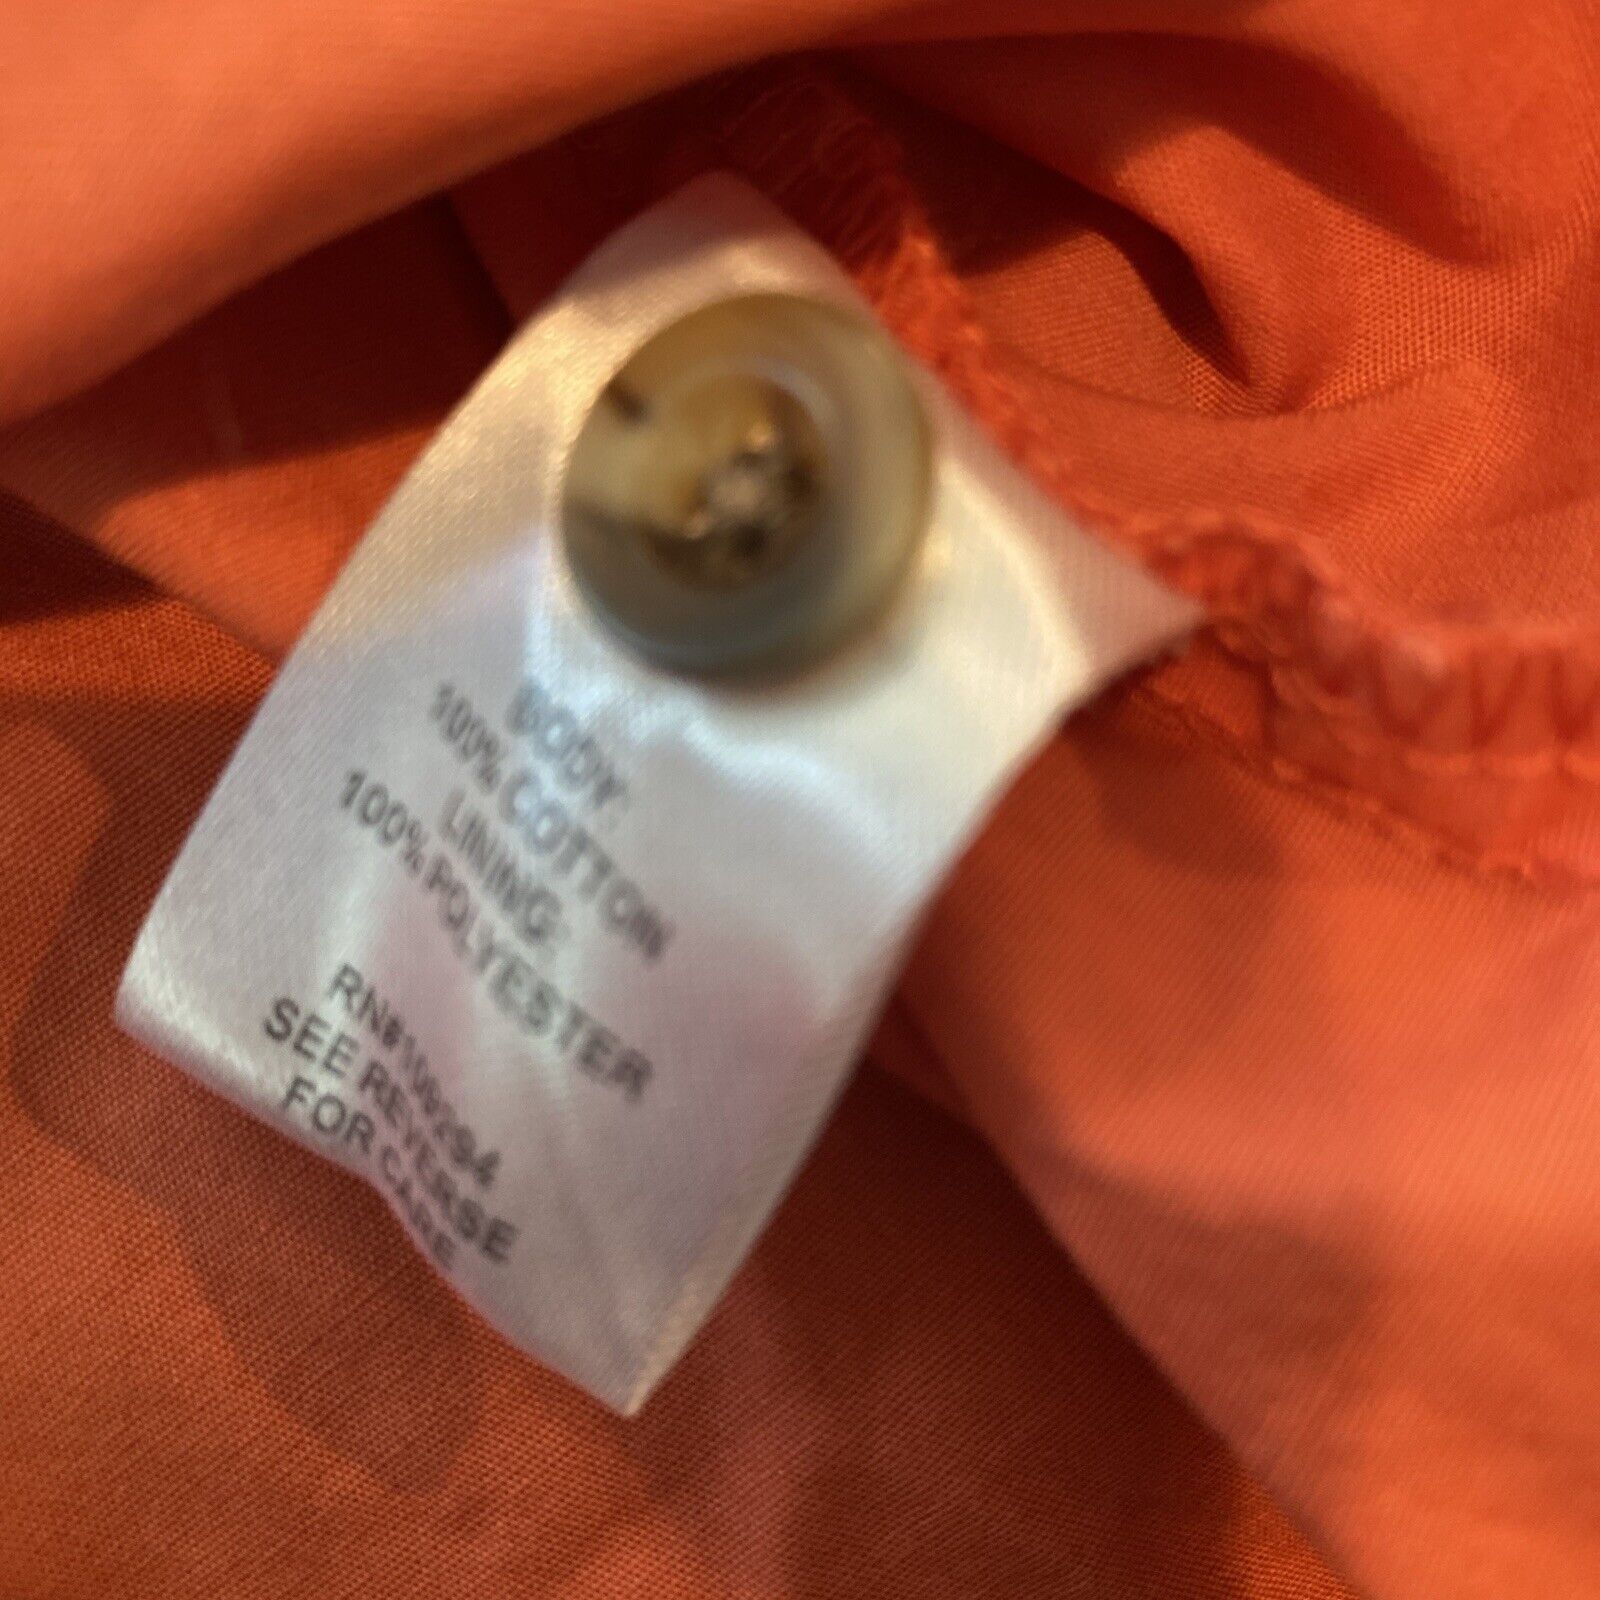 BODY:
100% COTTON
LINING:
100% POLYESTER
SEE REVERSE
FOR CARE